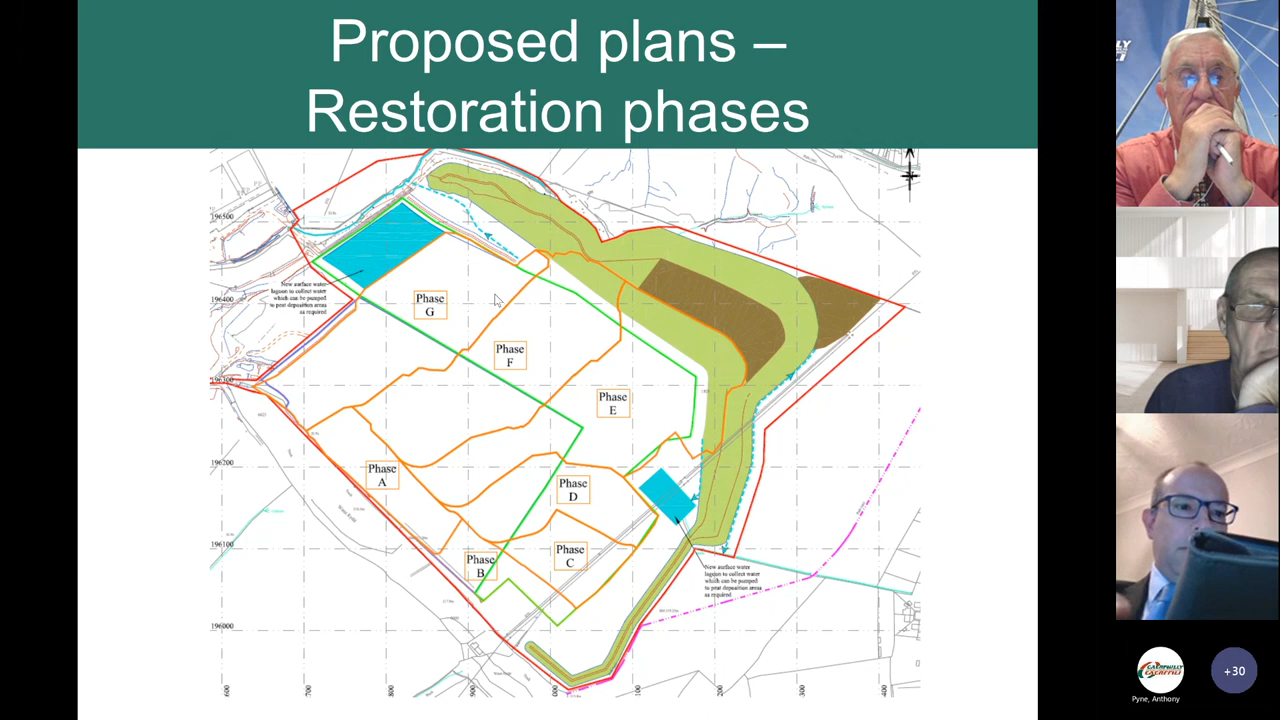 Proposed plans –
Restoration phases
196500
New surface water
lagoon to collect water
which can be pumped
to peat deposition areas
as required
196400
Phase
G
Phase
F
196300
Phase
E
196200
Phase
A
Phase
D
196100
Phase
B
Phase
C
New surface water
lagoon to collect water
which can be pumped
to peat deposition areas
as required
196000
600
700
800
900
000
100
200
300
400
CAERPHILLY
CAERFFILI
Pyne, Anthony
+30